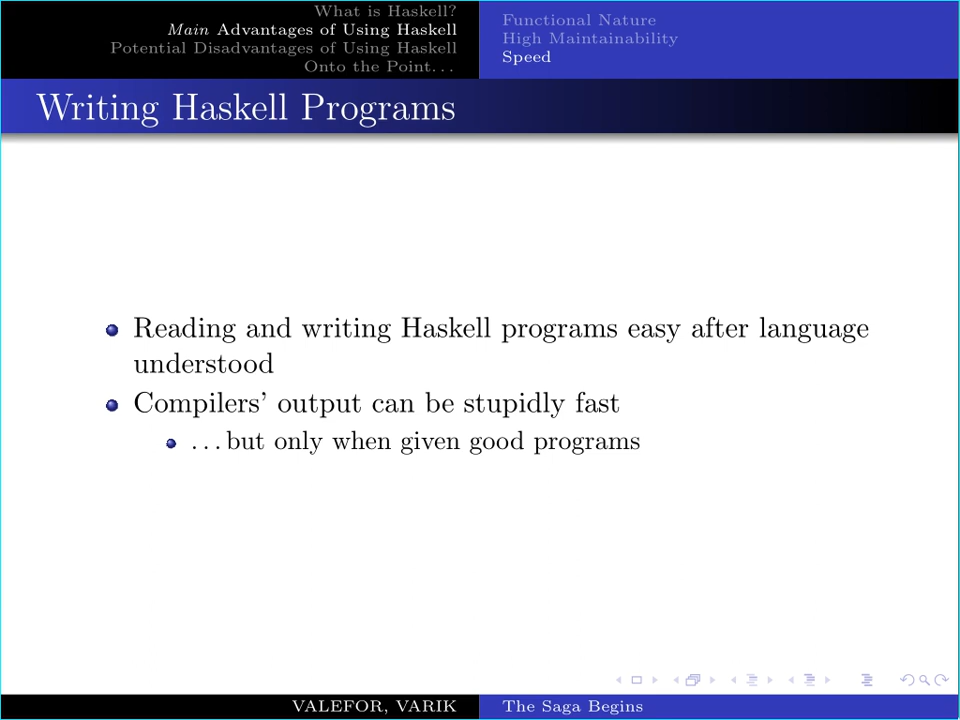 What is Haskell?
Main Advantages of Using Haskell
Potential Disadvantages of Using Haskell
Onto the Point. . .
Functional Nature
High Maintainability
Speed
Writing Haskell Programs
Reading and writing Haskell programs easy after language
understood
Compilers’ output can be stupidly fast
. . . but only when given good programs
VALEFOR, VARIK
The Saga Begins